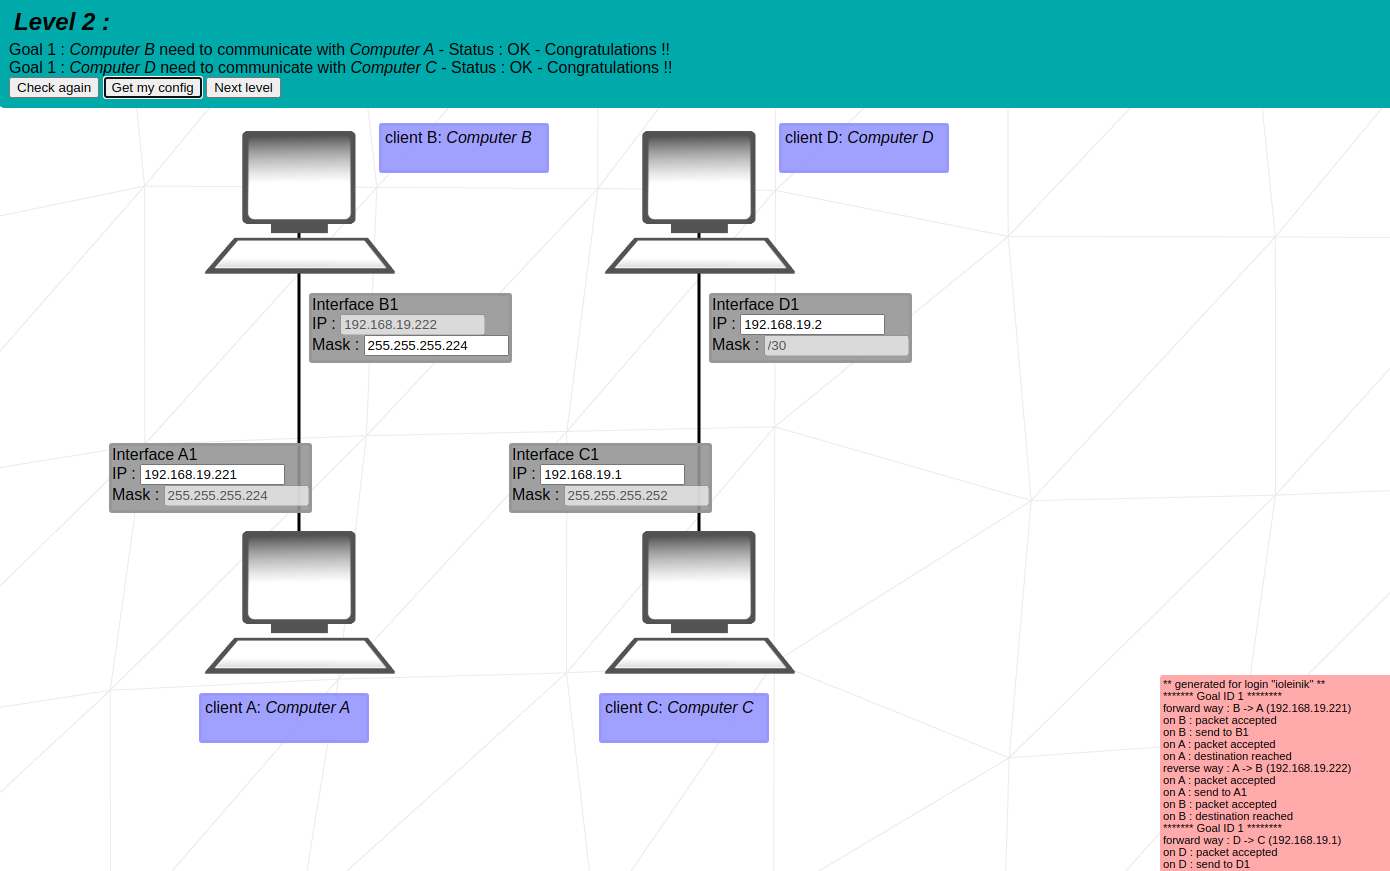 Level 2 :
Goal 1 : Computer B need to communicate with Computer A - Status : OK - Congratulations !!
Goal 1 : Computer D need to communicate with Computer C - Status : OK - Congratulations !!
Check again Get my config Next level
client B: Computer B
client D: Computer D
Interface B1
IP : 192.168.19.222
Mask : 255.255.255.224
Interface D1
IP : 192.168.19.2
Mask : /30
Interface A1
IP : 192.168.19.221
Mask : 255.255.255.224
Interface C1
IP : 192.168.19.1
Mask : 255.255.255.252
client A: Computer A
client C: Computer C
** generated for login "ioleinik" **
******* Goal ID 1 ********
forward way : B -> A (192.168.19.221)
on B : packet accepted
on B : send to B1
on A : packet accepted
on A : destination reached
reverse way : A -> B (192.168.19.222)
on A : packet accepted
on A : send to A1
on B : packet accepted
on B : destination reached
******* Goal ID 1 ********
forward way : D -> C (192.168.19.1)
on D : packet accepted
on D : send to D1